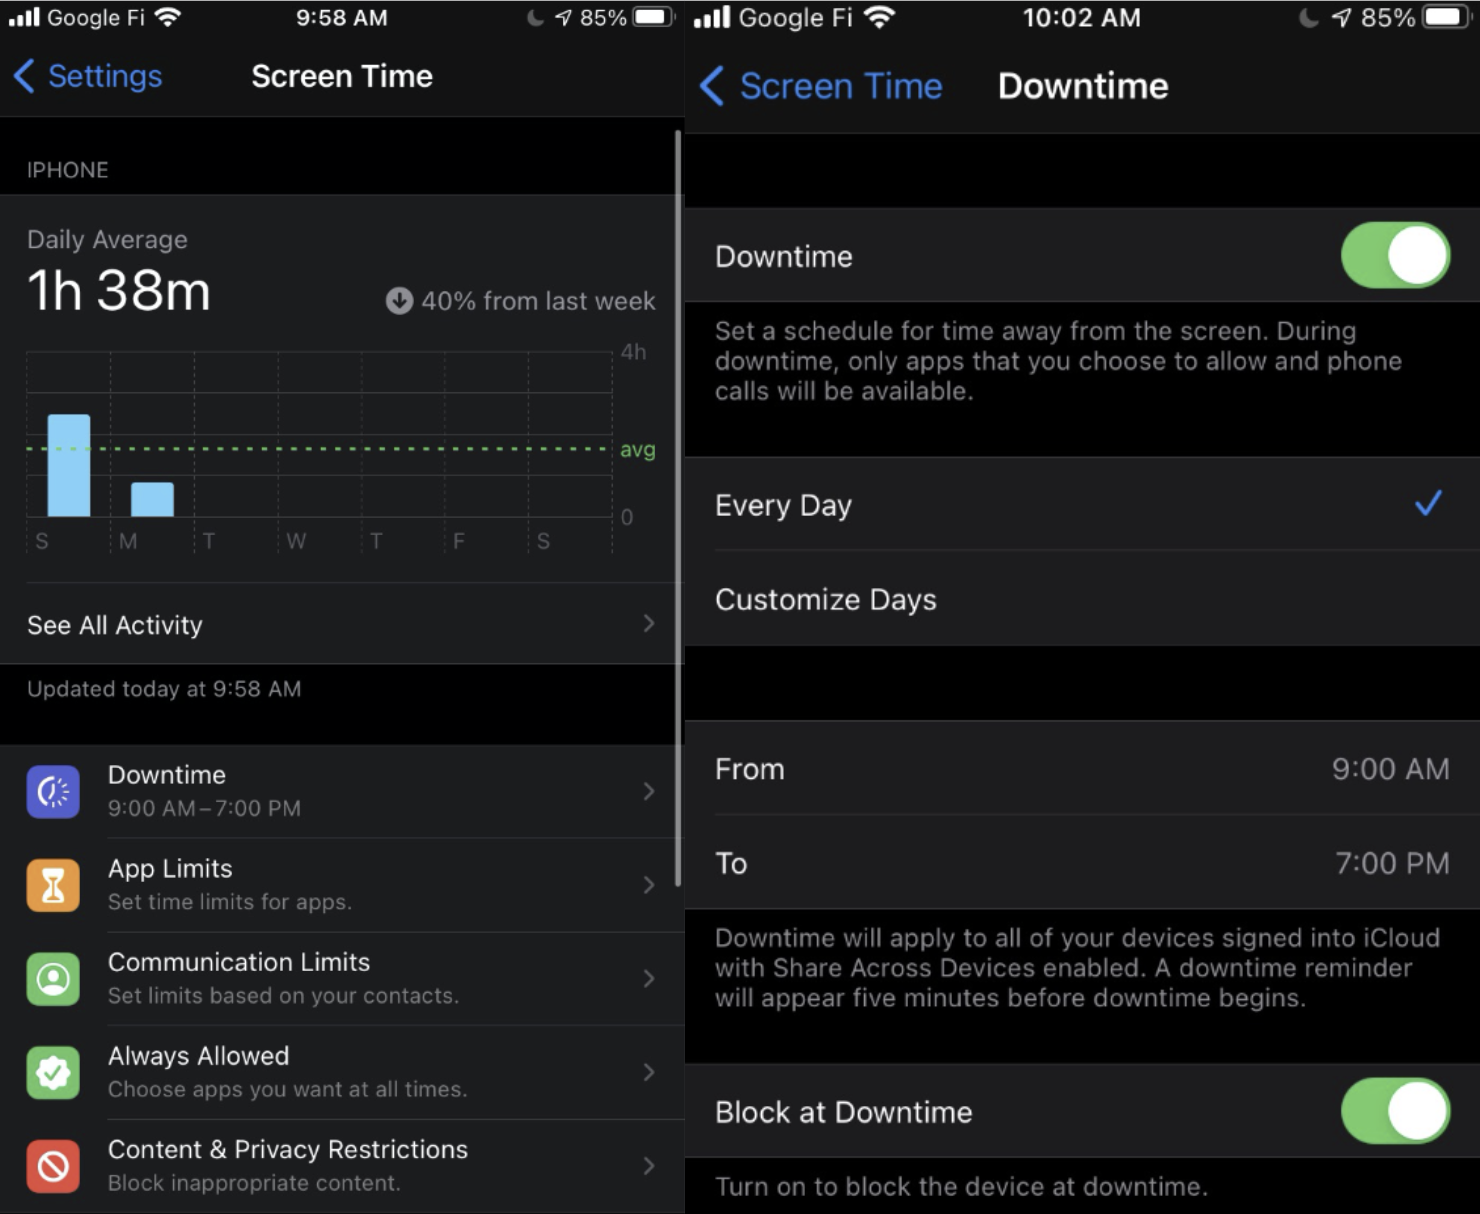 Google Fi 9:58 AM 85%
Settings Screen Time
IPHONE
Daily Average
1h 38m
40% from last week
4h
avg
0
S M T W T F S
See All Activity
Updated today at 9:58 AM
Downtime
9:00 AM–7:00 PM
App Limits
Set time limits for apps.
Communication Limits
Set limits based on your contacts.
Always Allowed
Choose apps you want at all times.
Content & Privacy Restrictions
Block inappropriate content.
Google Fi 10:02 AM 85%
Screen Time Downtime
Downtime
Set a schedule for time away from the screen. During
downtime, only apps that you choose to allow and phone
calls will be available.
Every Day
Customize Days
From 9:00 AM
To 7:00 PM
Downtime will apply to all of your devices signed into iCloud
with Share Across Devices enabled. A downtime reminder
will appear five minutes before downtime begins.
Block at Downtime
Turn on to block the device at downtime.